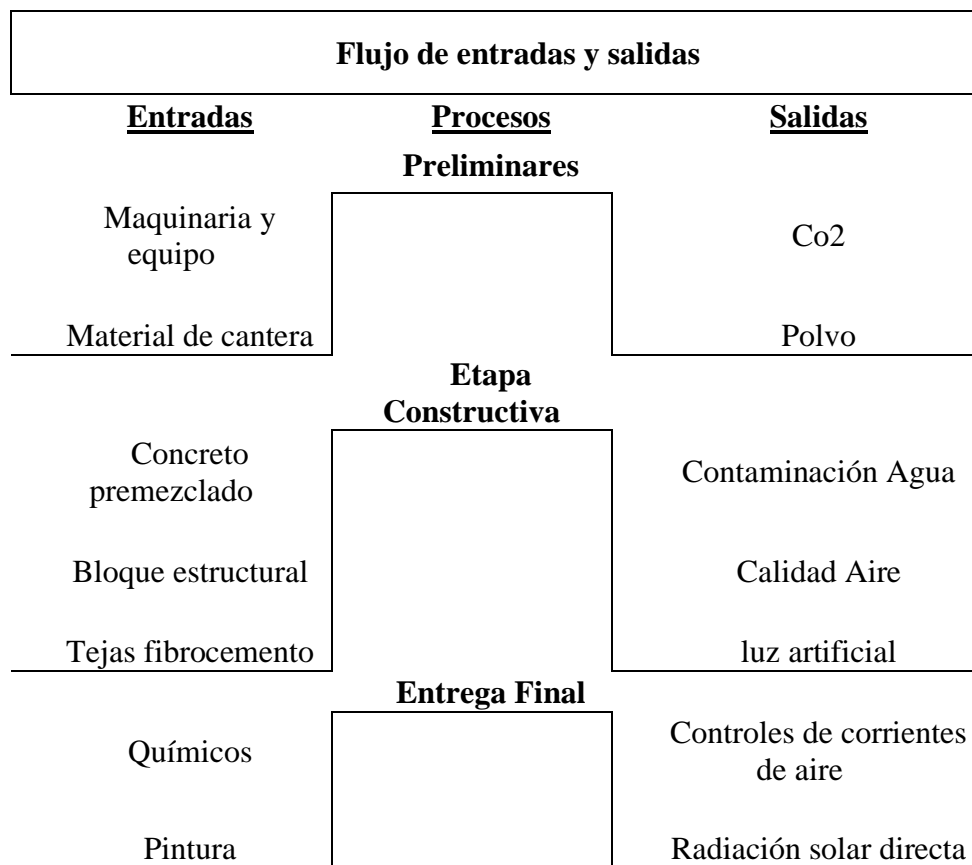 Flujo de entradas y salidas
Entradas Procesos Salidas
Preliminares
Maquinaria y
equipo
Co2
Material de cantera
Polvo
Etapa
Constructiva
Concreto
premezclado
Contaminación Agua
Bloque estructural
Calidad Aire
Tejas fibrocemento
luz artificial
Entrega Final
Químicos
Controles de corrientes
de aire
Pintura
Radiación solar directa